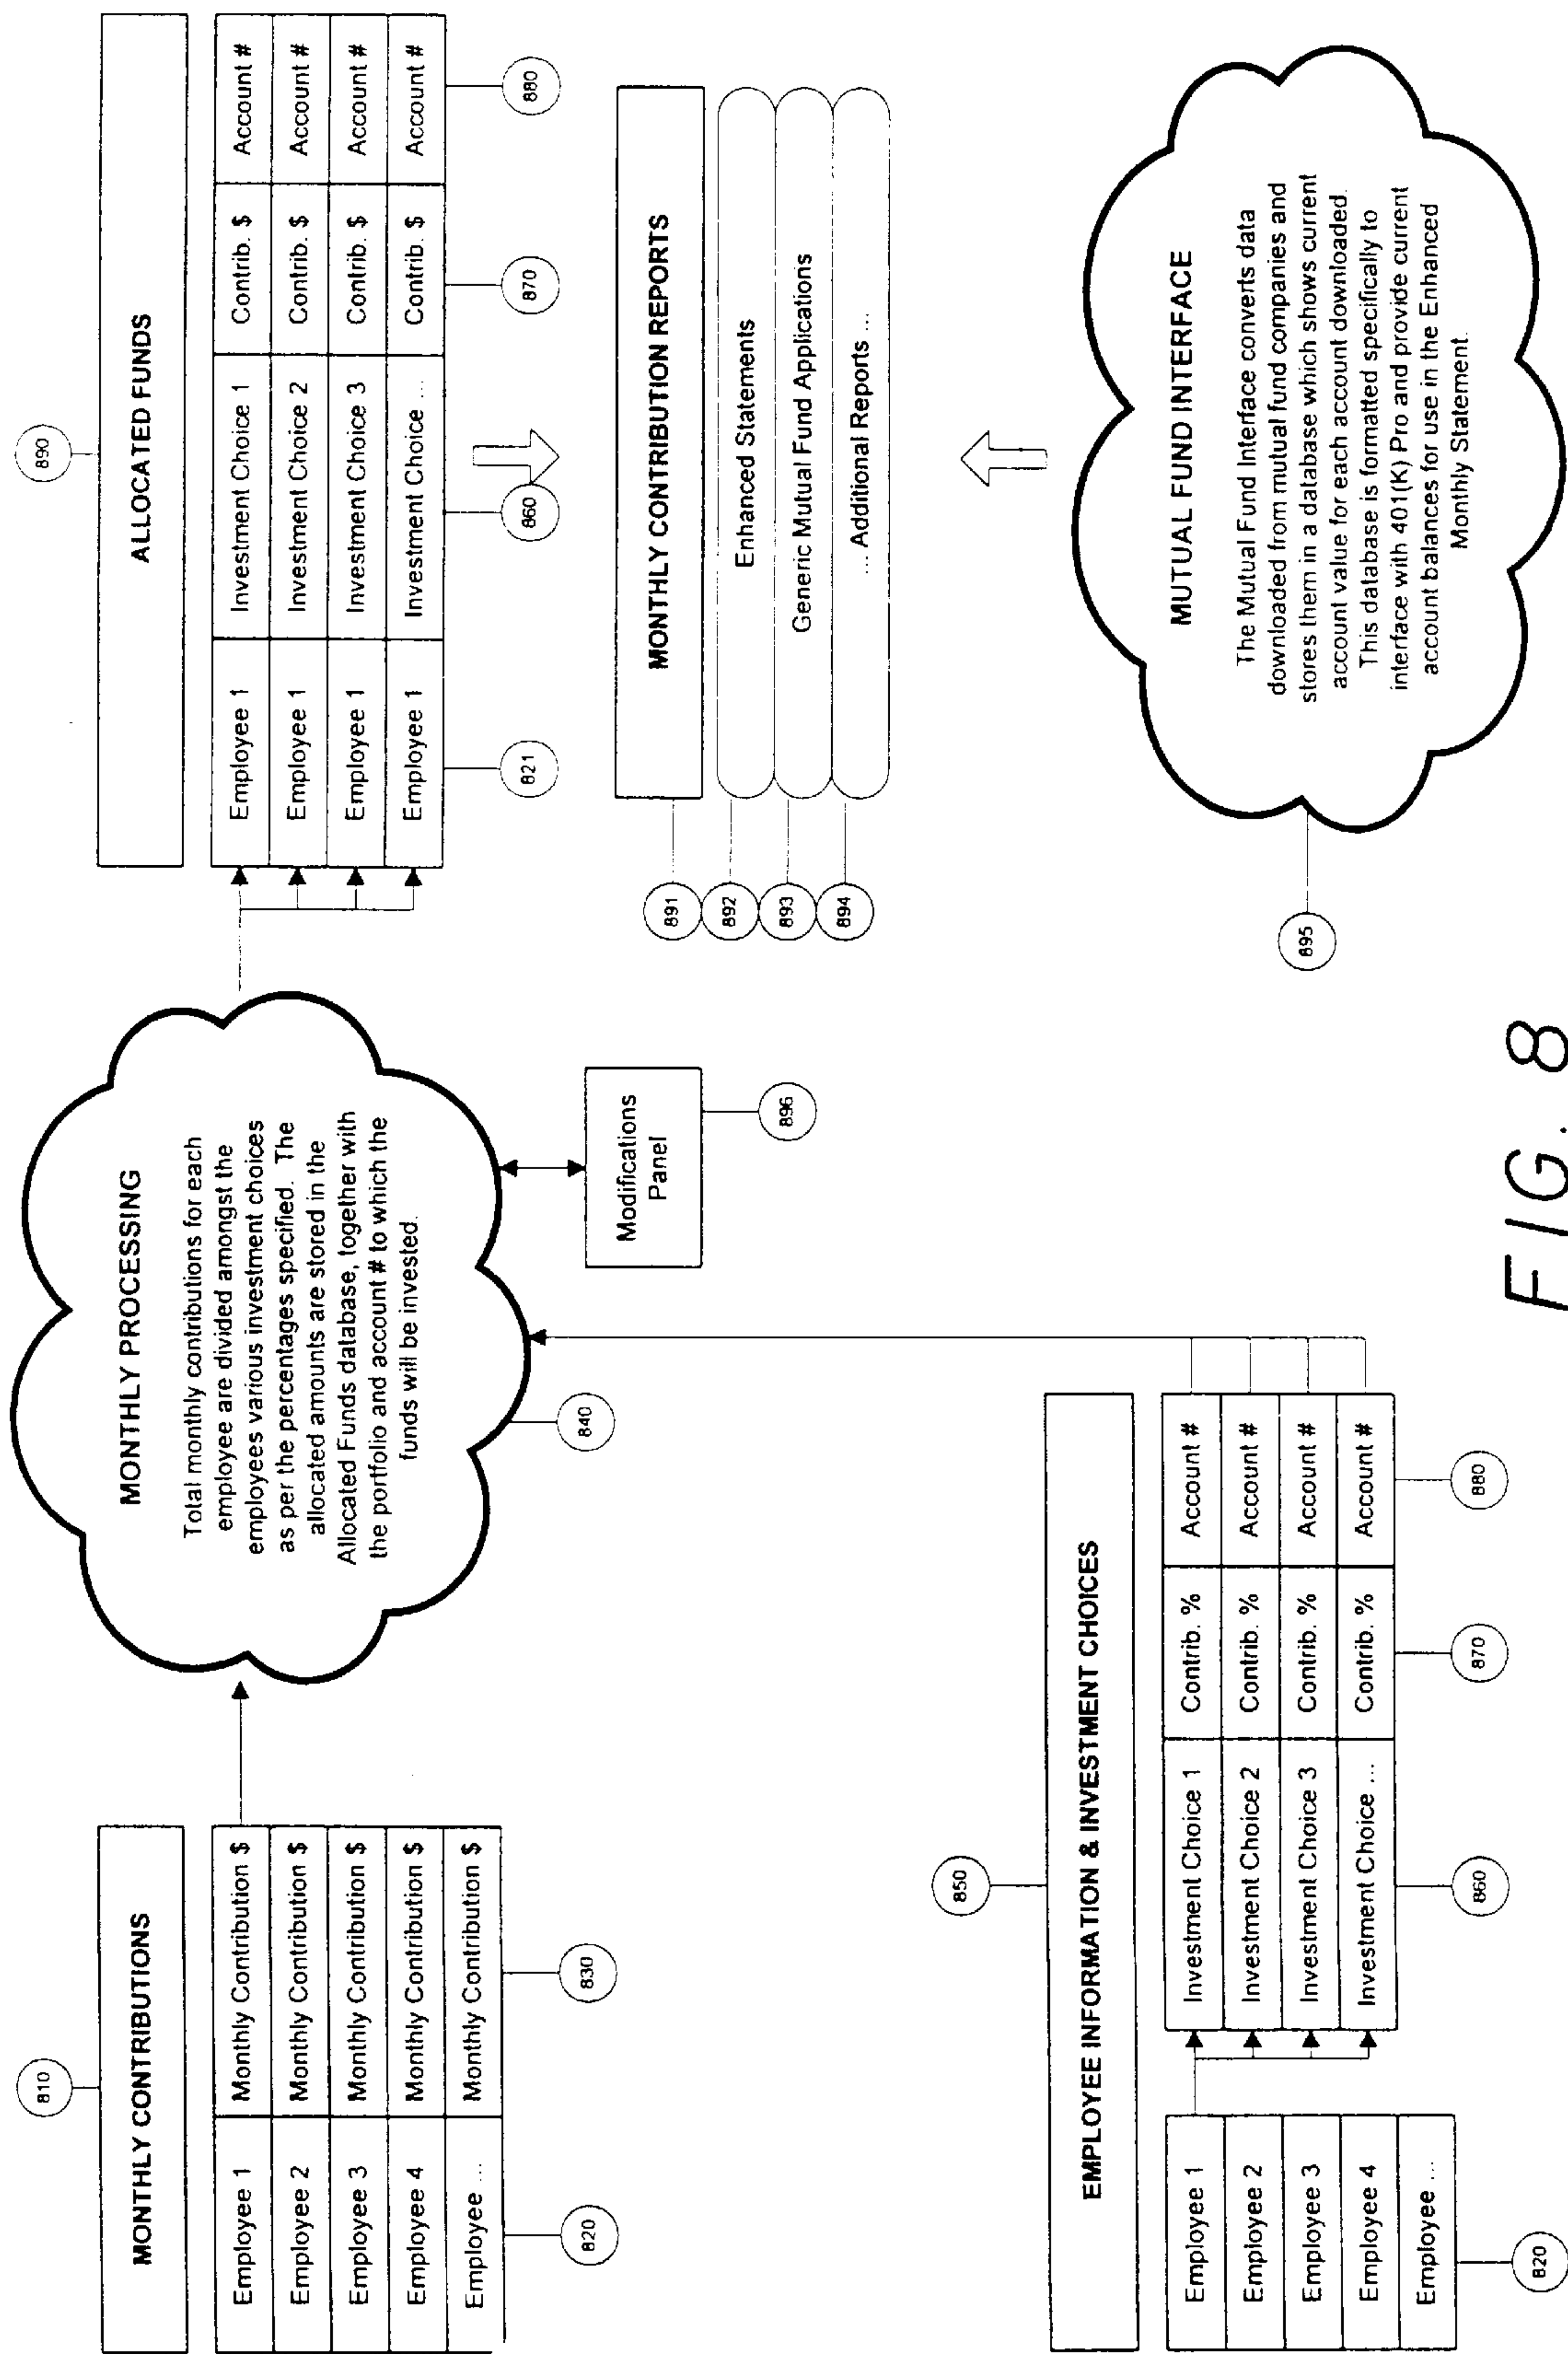 810
MONTHLY CONTRIBUTIONS
Employee 1 Monthly Contribution $
Employee 2 Monthly Contribution $
Employee 3 Monthly Contribution $
Employee 4 Monthly Contribution $
Employee ... Monthly Contribution $
820 830
MONTHLY PROCESSING
Total monthly contributions for each
employee are divided amongst the
employees various investment choices
as per the percentages specified. The
allocated amounts are stored in the
Allocated Funds database, together with
the portfolio and account # to which the
funds will be invested.
840
Modifications
Panel
896
890
ALLOCATED FUNDS
Employee 1 Investment Choice 1 Contrib. $ Account #
Employee 1 Investment Choice 2 Contrib. $ Account #
Employee 1 Investment Choice 3 Contrib. $ Account #
Employee 1 Investment Choice ... Contrib. $ Account #
821 860 870 880
891 MONTHLY CONTRIBUTION REPORTS
892 Enhanced Statements
893 Generic Mutual Fund Applications
894 ... Additional Reports ...
850
EMPLOYEE INFORMATION & INVESTMENT CHOICES
Employee 1 Investment Choice 1 Contrib. % Account #
Employee 2 Investment Choice 2 Contrib. % Account #
Employee 3 Investment Choice 3 Contrib. % Account #
Employee 4 Investment Choice ... Contrib. % Account #
Employee ...
820 860 870 880
MUTUAL FUND INTERFACE
The Mutual Fund Interface converts data
downloaded from mutual fund companies and
stores them in a database which shows current
account value for each account downloaded.
This database is formatted specifically to
interface with 401(K) Pro and provide current
account balances for use in the Enhanced
Monthly Statement.
895
FIG. 8